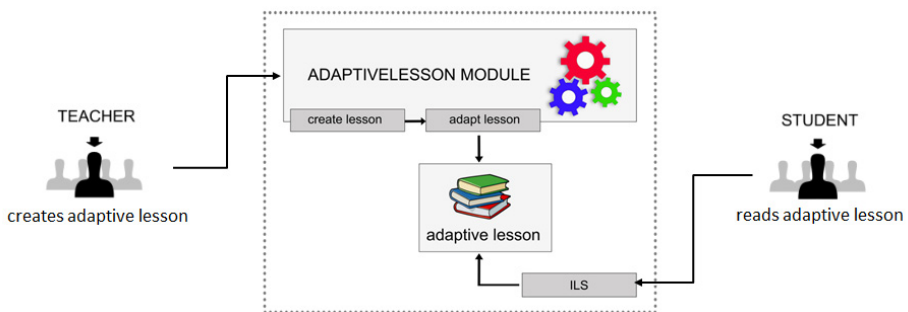 ADAPTIVELESSON MODULE
create lesson
adapt lesson
TEACHER
creates adaptive lesson
adaptive lesson
STUDENT
reads adaptive lesson
ILS